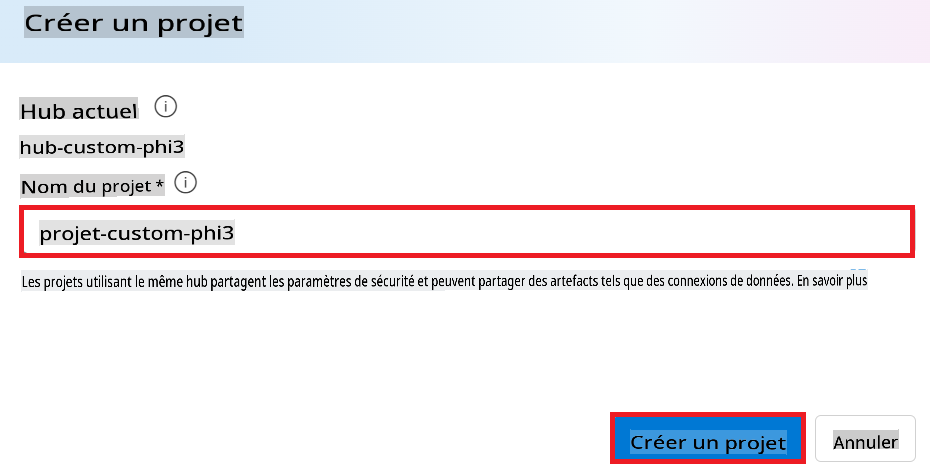 Créer un projet
Hub actuel
hub-custom-phi3
Nom du projet *
projet-custom-phi3
Les projets utilisant le même hub partagent les paramètres de sécurité et peuvent partager des artefacts tels que des connexions de données. En savoir plus
Créer un projet
Annuler